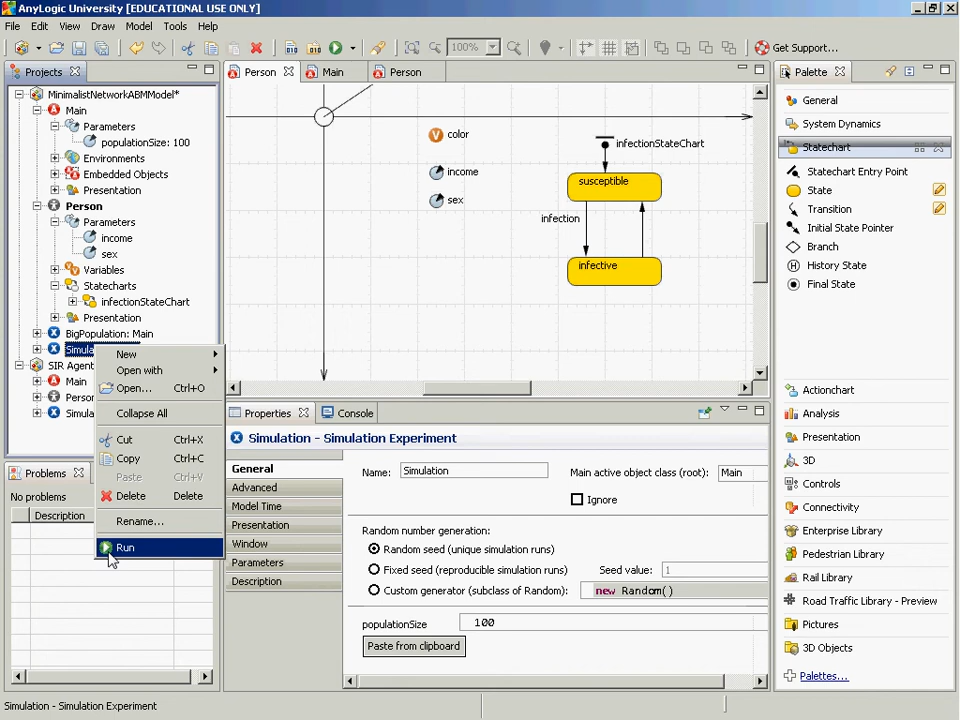 AnyLogic University [EDUCATIONAL USE ONLY]
File Edit View Draw Model Tools Help
100%
Get Support...
Projects
MinimalistNetworkABMModel*
Main
Parameters
populationSize: 100
Environments
Embedded Objects
Presentation
Person
Parameters
income
sex
Variables
Statecharts
infectionStateChart
Presentation
BigPopulation: Main
Simula
SIR Agent
Main
Perso
Simula
New
Open with
Open... Ctrl+O
Collapse All
Cut Ctrl+X
Copy Ctrl+C
Paste Ctrl+V
Delete Delete
Rename...
Run
Problems
No problems
Description
Person Main Person
color
income
sex
infectionStateChart
susceptible
infection
infective
Properties Console
Simulation - Simulation Experiment
General
Advanced
Model Time
Presentation
Window
Parameters
Description
Name: Simulation Main active object class (root): Main
Ignore
Random number generation:
Random seed (unique simulation runs)
Fixed seed (reproducible simulation runs) Seed value: 1
Custom generator (subclass of Random): new Random()
populationSize 100
Paste from clipboard
Palette
General
System Dynamics
Statechart
Statechart Entry Point
State
Transition
Initial State Pointer
Branch
History State
Final State
Actionchart
Analysis
Presentation
3D
Controls
Connectivity
Enterprise Library
Pedestrian Library
Rail Library
Road Traffic Library - Preview
Pictures
3D Objects
Palettes...
Simulation - Simulation Experiment